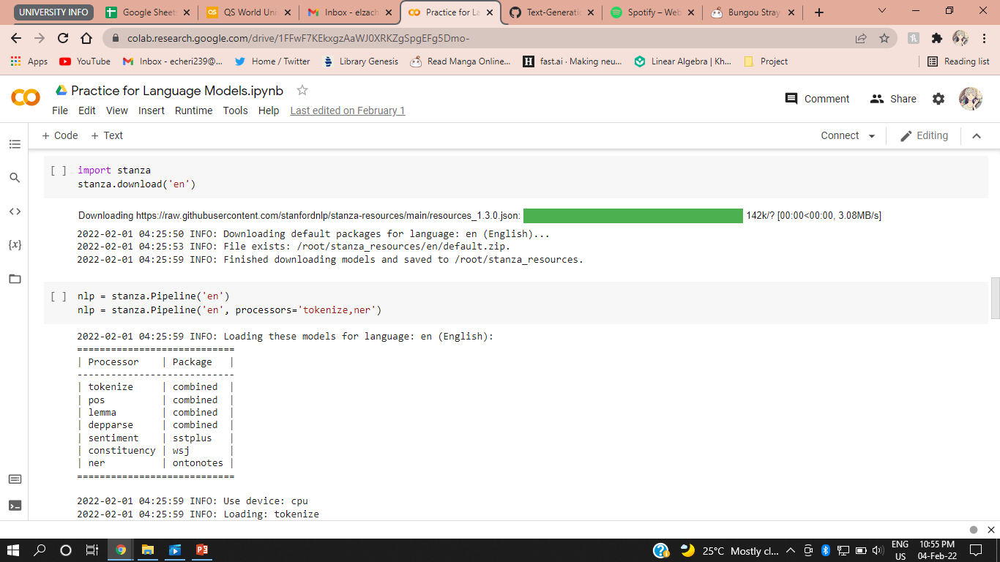 UNIVERSITY INFO Google Sheets QS World Uni Inbox - elzach Practice for La Text-Generati Spotify – Web Bungou Stray
colab.research.google.com/drive/1FFwF7KEkxgzAaWJ0XRKZgSpgEFg5Dmo-
Apps YouTube Inbox - echeri239@... Home / Twitter Library Genesis Read Manga Online... fast.ai · Making neu... Linear Algebra | Kh... Project Reading list
Practice for Language Models.ipynb
Comment Share
File Edit View Insert Runtime Tools Help Last edited on February 1
+ Code + Text Connect Editing
[ ] import stanza
stanza.download('en')
Downloading https://raw.githubusercontent.com/stanfordnlp/stanza-resources/main/resources_1.3.0.json: 142k/? [00:00<00:00, 3.08MB/s]
2022-02-01 04:25:50 INFO: Downloading default packages for language: en (English)...
2022-02-01 04:25:53 INFO: File exists: /root/stanza_resources/en/default.zip.
2022-02-01 04:25:59 INFO: Finished downloading models and saved to /root/stanza_resources.
[ ] nlp = stanza.Pipeline('en')
nlp = stanza.Pipeline('en', processors='tokenize,ner')
2022-02-01 04:25:59 INFO: Loading these models for language: en (English):
============================
| Processor    | Package   |
----------------------------
| tokenize     | combined  |
| pos          | combined  |
| lemma        | combined  |
| depparse     | combined  |
| sentiment    | sstplus   |
| constituency | wsj       |
| ner          | ontonotes |
============================
2022-02-01 04:25:59 INFO: Use device: cpu
2022-02-01 04:25:59 INFO: Loading: tokenize
25°C Mostly cl... ENG 10:55 PM
US 04-Feb-22